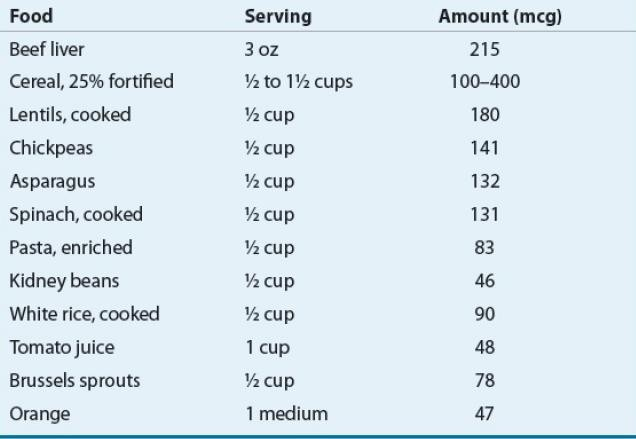 Food Serving Amount (mcg)
Beef liver 3 oz 215
Cereal, 25% fortified ½ to 1½ cups 100–400
Lentils, cooked ½ cup 180
Chickpeas ½ cup 141
Asparagus ½ cup 132
Spinach, cooked ½ cup 131
Pasta, enriched ½ cup 83
Kidney beans ½ cup 46
White rice, cooked ½ cup 90
Tomato juice 1 cup 48
Brussels sprouts ½ cup 78
Orange 1 medium 47